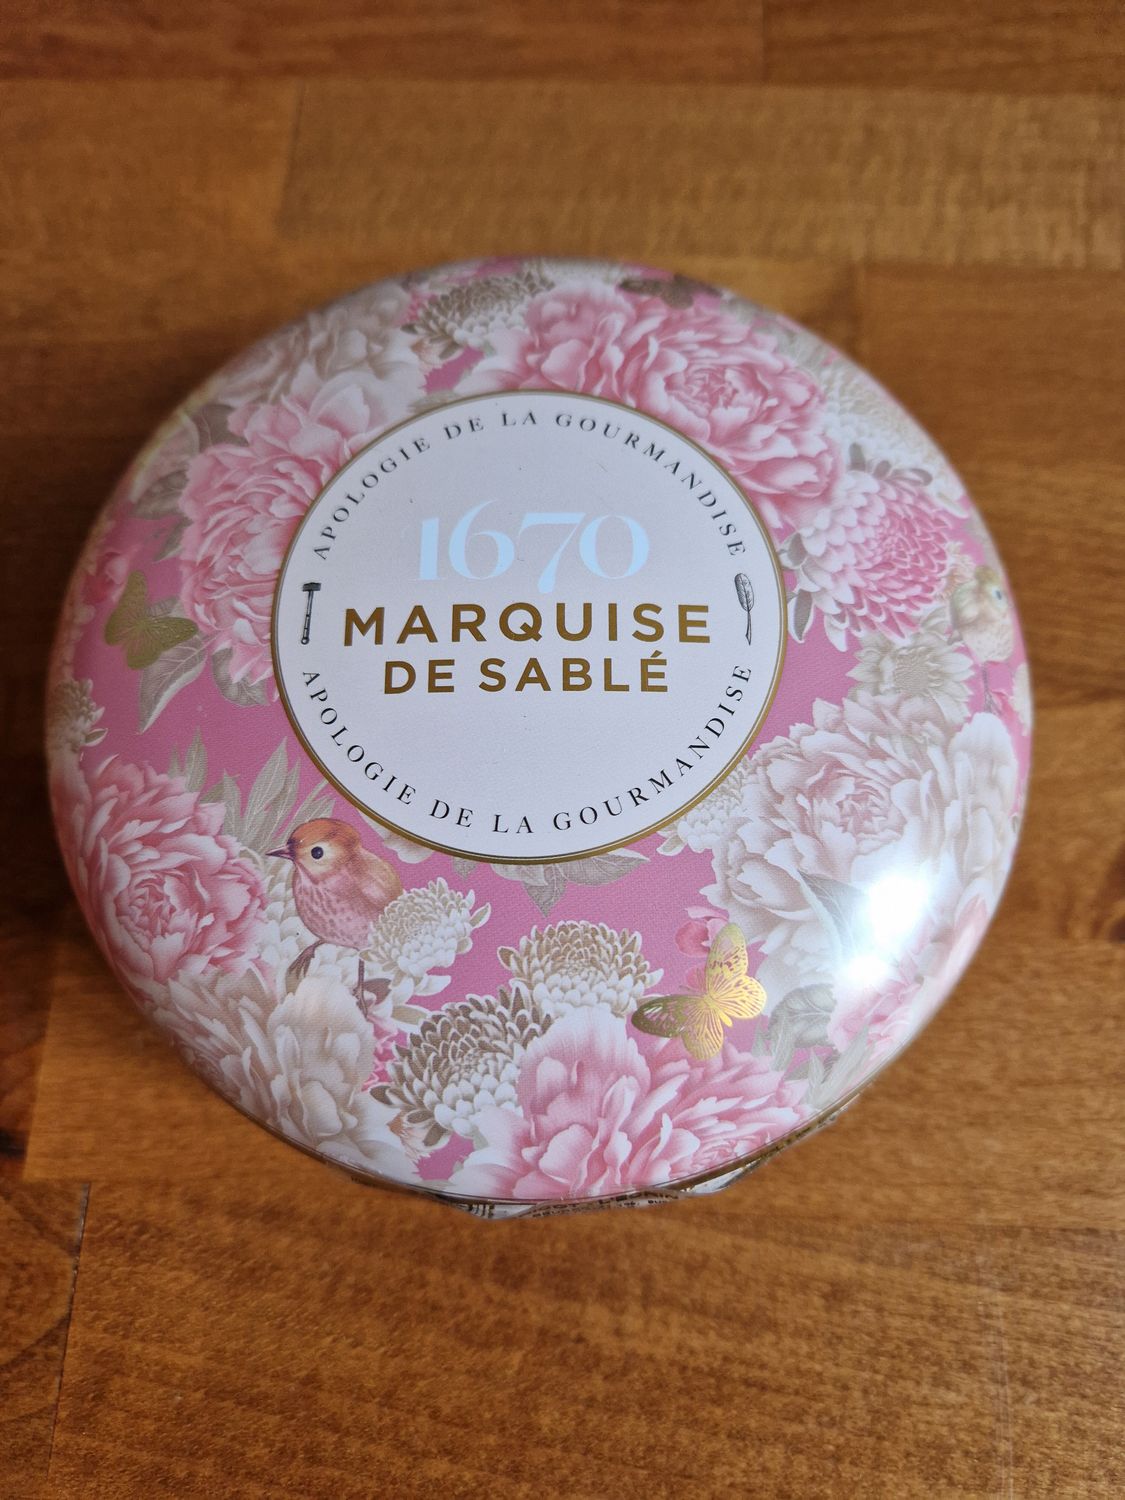 APOLOGIE DE LA GOURMANDISE
1670
MARQUISE
DE SABLÉ
APOLOGIE DE LA GOURMANDISE